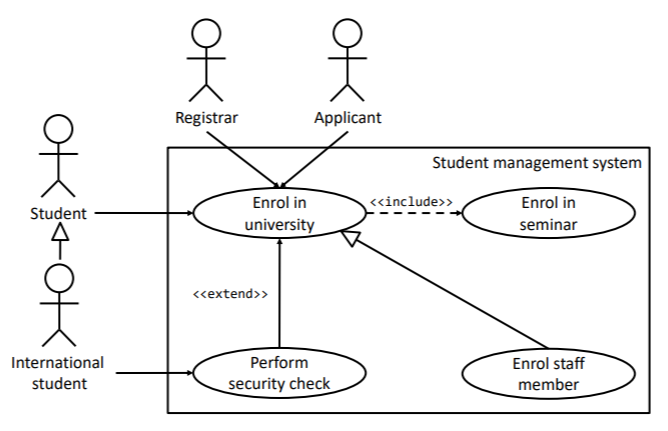 Registrar
Applicant
Student management system
Student
Enrol in
university
<<include>>
Enrol in
seminar
<<extend>>
International
student
Perform
security check
Enrol staff
member